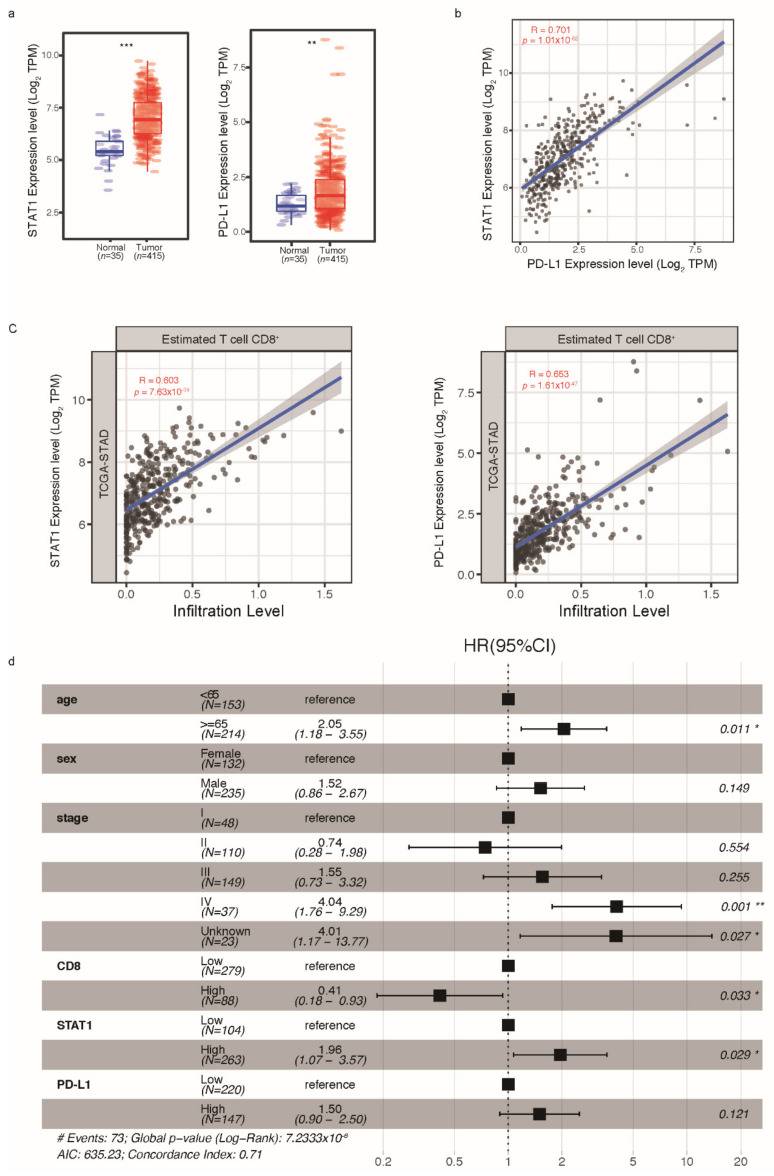 a
STAT1 Expression level (Log2 TPM)
10.0
7.5
5.0
2.5
***
Normal
(n=35)
Tumor
(n=415)
PD-L1 Expression level (Log2 TPM)
7.5
5.0
2.5
0.0
**
Normal
(n=35)
Tumor
(n=415)
b
R = 0.701
STAT1 Expression level (Log2 TPM)
10
8
6
0.0 2.5 5.0 7.5
PD-L1 Expression level (Log2 TPM)
C
Estimated T cell CD8+
TCGA-STAD
R = 0.603
STAT1 Expression level (Log2 TPM)
10
8
6
0.0 0.5 1.0 1.5
Infiltration Level
Estimated T cell CD8+
TCGA-STAD
R = 0.653
p = 1.61x10-47
PD-L1 Expression level (Log2 TPM)
7.5
5.0
2.5
0.0
0.0 0.5 1.0 1.5
Infiltration Level
d
HR(95%CI)
age <65 reference
(N=153)
>=65 2.05 0.011 *
(N=214) (1.18 – 3.55)
sex Female reference
(N=132)
Male 1.52 0.149
(N=235) (0.86 – 2.67)
stage I reference
(N=48)
II 0.74 0.554
(N=110) (0.28 – 1.98)
III 1.55 0.255
(N=149) (0.73 – 3.32)
IV 4.04 0.001 **
(N=37) (1.76 – 9.29)
Unknown 4.01 0.027 *
(N=23) (1.17 – 13.77)
CD8 Low reference
(N=279)
High 0.41 0.033 *
(N=88) (0.18 – 0.93)
STAT1 Low reference
(N=104)
High 1.96 0.029 *
(N=263) (1.07 – 3.57)
PD-L1 Low reference
(N=220)
High 1.50 0.121
(N=147) (0.90 – 2.50)
# Events: 73; Global p-value (Log-Rank): 7.2333x10-8
AIC: 635.23; Concordance Index: 0.71
0.2 0.5 1 2 5 10 20